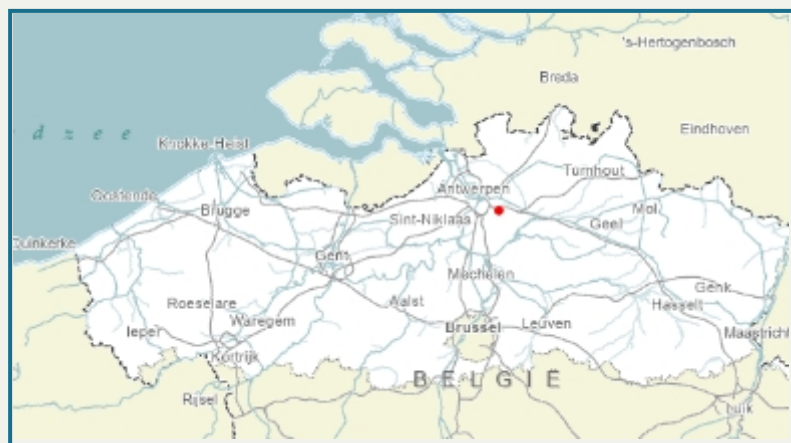 's-Hertogenbosch
Breda
d z e e
Eindhoven
Knokke-Heist
Turnhout
Antwerpen
Oostende
Mol
Brugge
Sint-Niklaas
Geel
Duinkerke
Gent
Mechelen
Genk
Roeselare
Aalst
Hasselt
Waregem
Ieper
Brussel
Leuven
Maastricht
Kortrijk
BELGIË
Rijsel
Luik